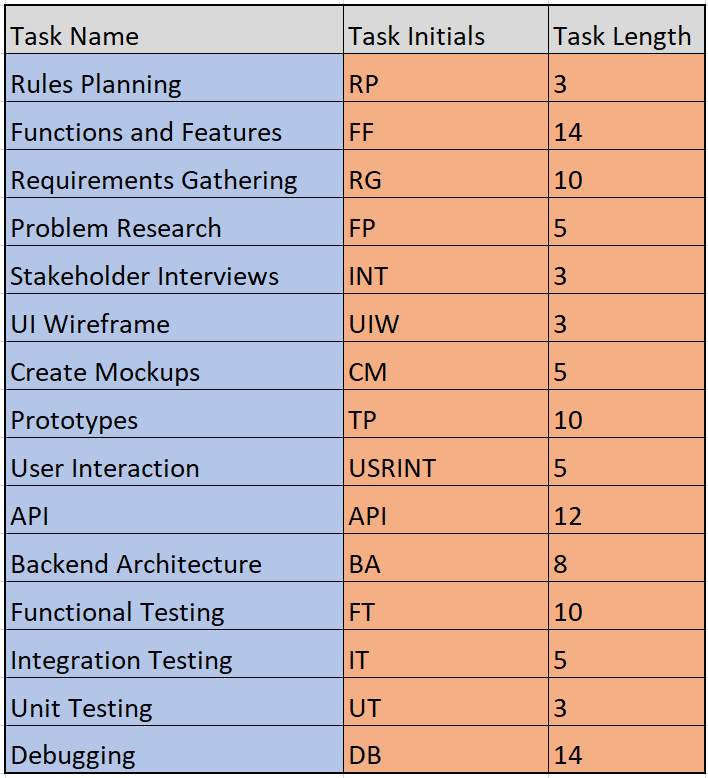 Task Name Task Initials Task Length
Rules Planning RP 3
Functions and Features FF 14
Requirements Gathering RG 10
Problem Research FP 5
Stakeholder Interviews INT 3
UI Wireframe UIW 3
Create Mockups CM 5
Prototypes TP 10
User Interaction USRINT 5
API API 12
Backend Architecture BA 8
Functional Testing FT 10
Integration Testing IT 5
Unit Testing UT 3
Debugging DB 14